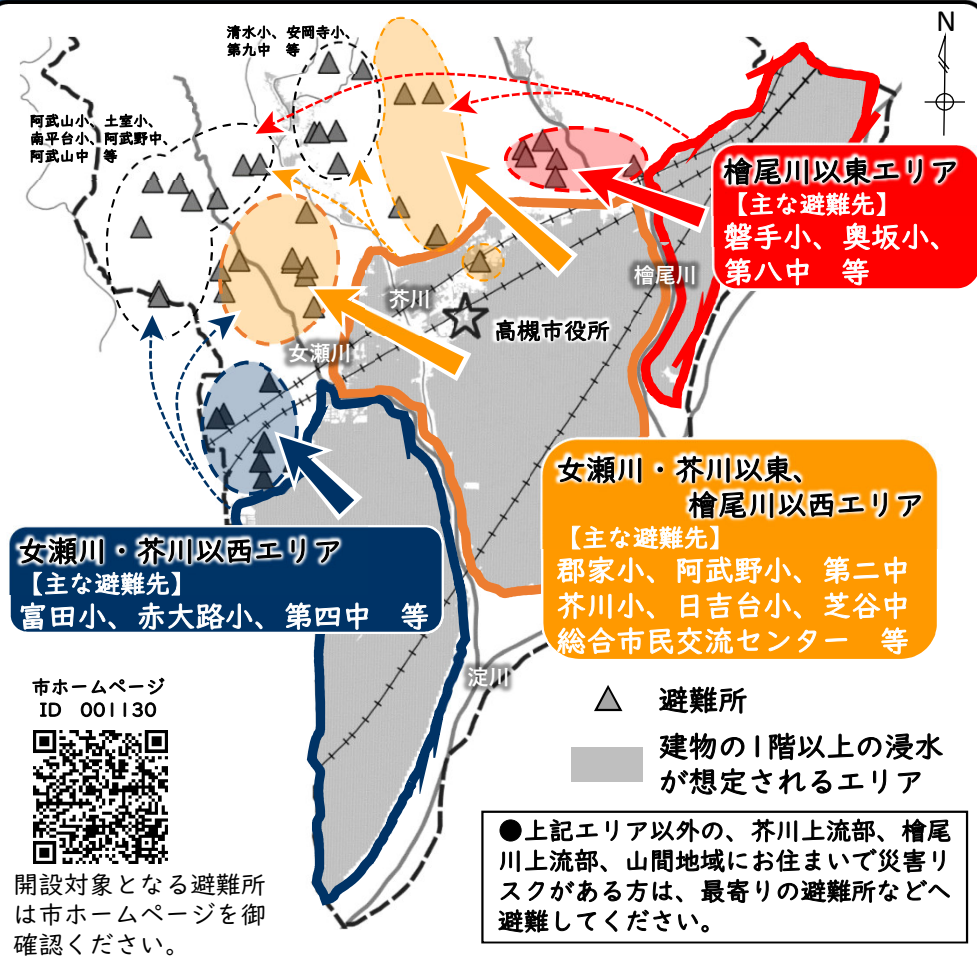 清水小、安岡寺小、
第九中　等
N
阿武山小、土室小、
南平台小、阿武野中、
阿武山中　等
檜尾川以東エリア
【主な避難先】
磐手小、奥坂小、
第八中　等
檜尾川
芥川
高槻市役所
女瀬川
女瀬川・芥川以東、
檜尾川以西エリア
【主な避難先】
郡家小、阿武野小、第二中
芥川小、日吉台小、芝谷中
総合市民交流センター　等
女瀬川・芥川以西エリア
【主な避難先】
富田小、赤大路小、第四中　等
淀川
市ホームページ
ID　001130
開設対象となる避難所
は市ホームページを御
確認ください。
避難所
建物の1階以上の浸水
が想定されるエリア
●上記エリア以外の、芥川上流部、檜尾
川上流部、山間地域にお住まいで災害リ
スクがある方は、最寄りの避難所などへ
避難してください。